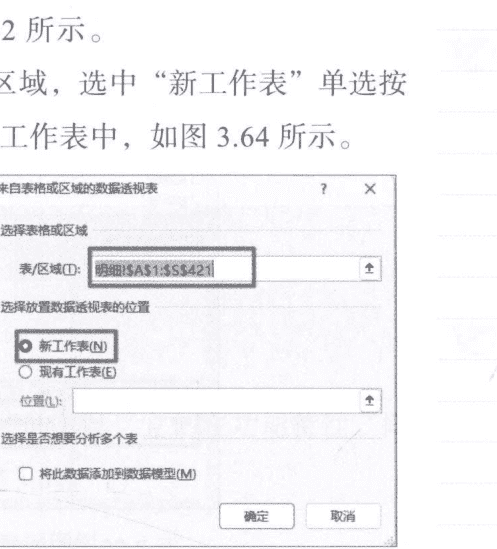 2 所示。
区域，选中“新工作表”单选按
工作表中，如图 3.64 所示。
来自表格或区域的数据透视表 ? ×
选择表格或区域
表/区域(T): 明细!$A$1:$S$421
选择放置数据透视表的位置
新工作表(N)
现有工作表(E)
位置(L):
选择是否想要分析多个表
将此数据添加到数据模型(M)
确定 取消